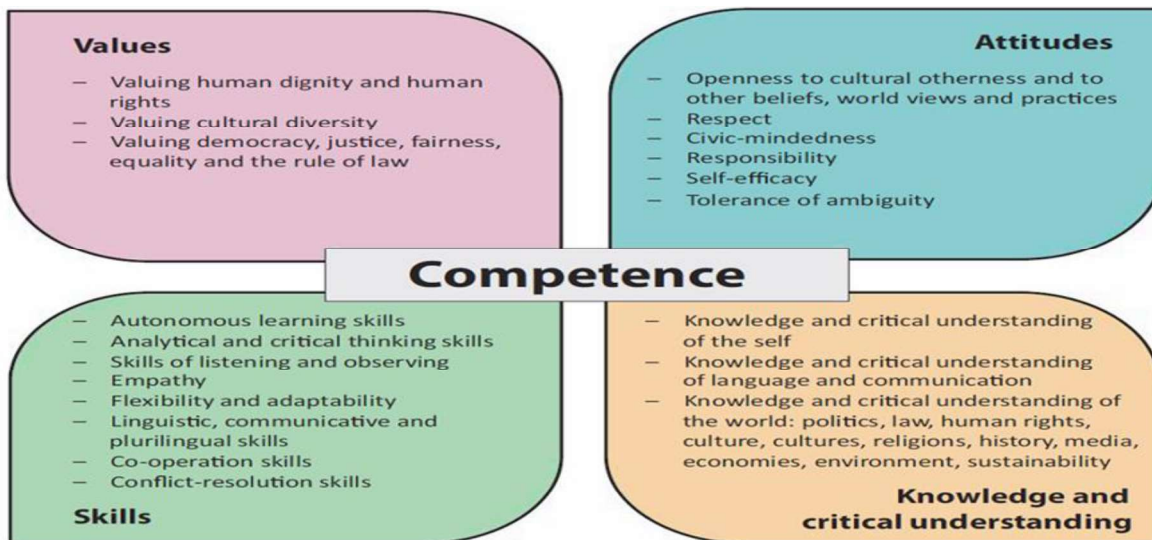 Values
– Valuing human dignity and human
rights
– Valuing cultural diversity
– Valuing democracy, justice, fairness,
equality and the rule of law
Attitudes
– Openness to cultural otherness and to
other beliefs, world views and practices
– Respect
– Civic-mindedness
– Responsibility
– Self-efficacy
– Tolerance of ambiguity
Competence
– Autonomous learning skills
– Analytical and critical thinking skills
– Skills of listening and observing
– Empathy
– Flexibility and adaptability
– Linguistic, communicative and
plurilingual skills
– Co-operation skills
– Conflict-resolution skills
Skills
– Knowledge and critical understanding
of the self
– Knowledge and critical understanding
of language and communication
– Knowledge and critical understanding of
the world: politics, law, human rights,
culture, cultures, religions, history, media,
economies, environment, sustainability
Knowledge and
critical understanding